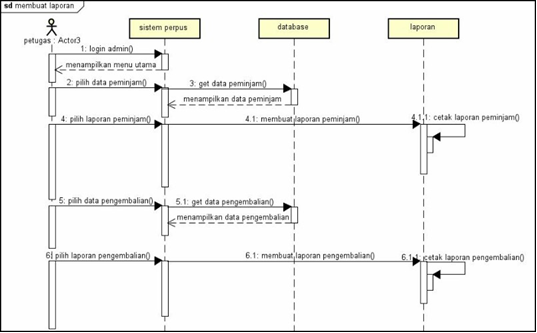 sd membuat laporan
petugas : Actor3
sistem perpus
database
laporan
1: login admin()
menampilkan menu utama
2: pilih data peminjam()
3: get data peminjam()
menampilkan data peminjam
4: pilih laporan peminjam()
4.1: membuat laporan peminjam()
4.1.1: cetak laporan peminjam()
5: pilih data pengembalian()
5.1: get data pengembalian()
menampilkan data pengembalian
6: pilih laporan pengembalian()
6.1: membuat laporan pengembalian()
6.1.1: cetak laporan pengembalian()